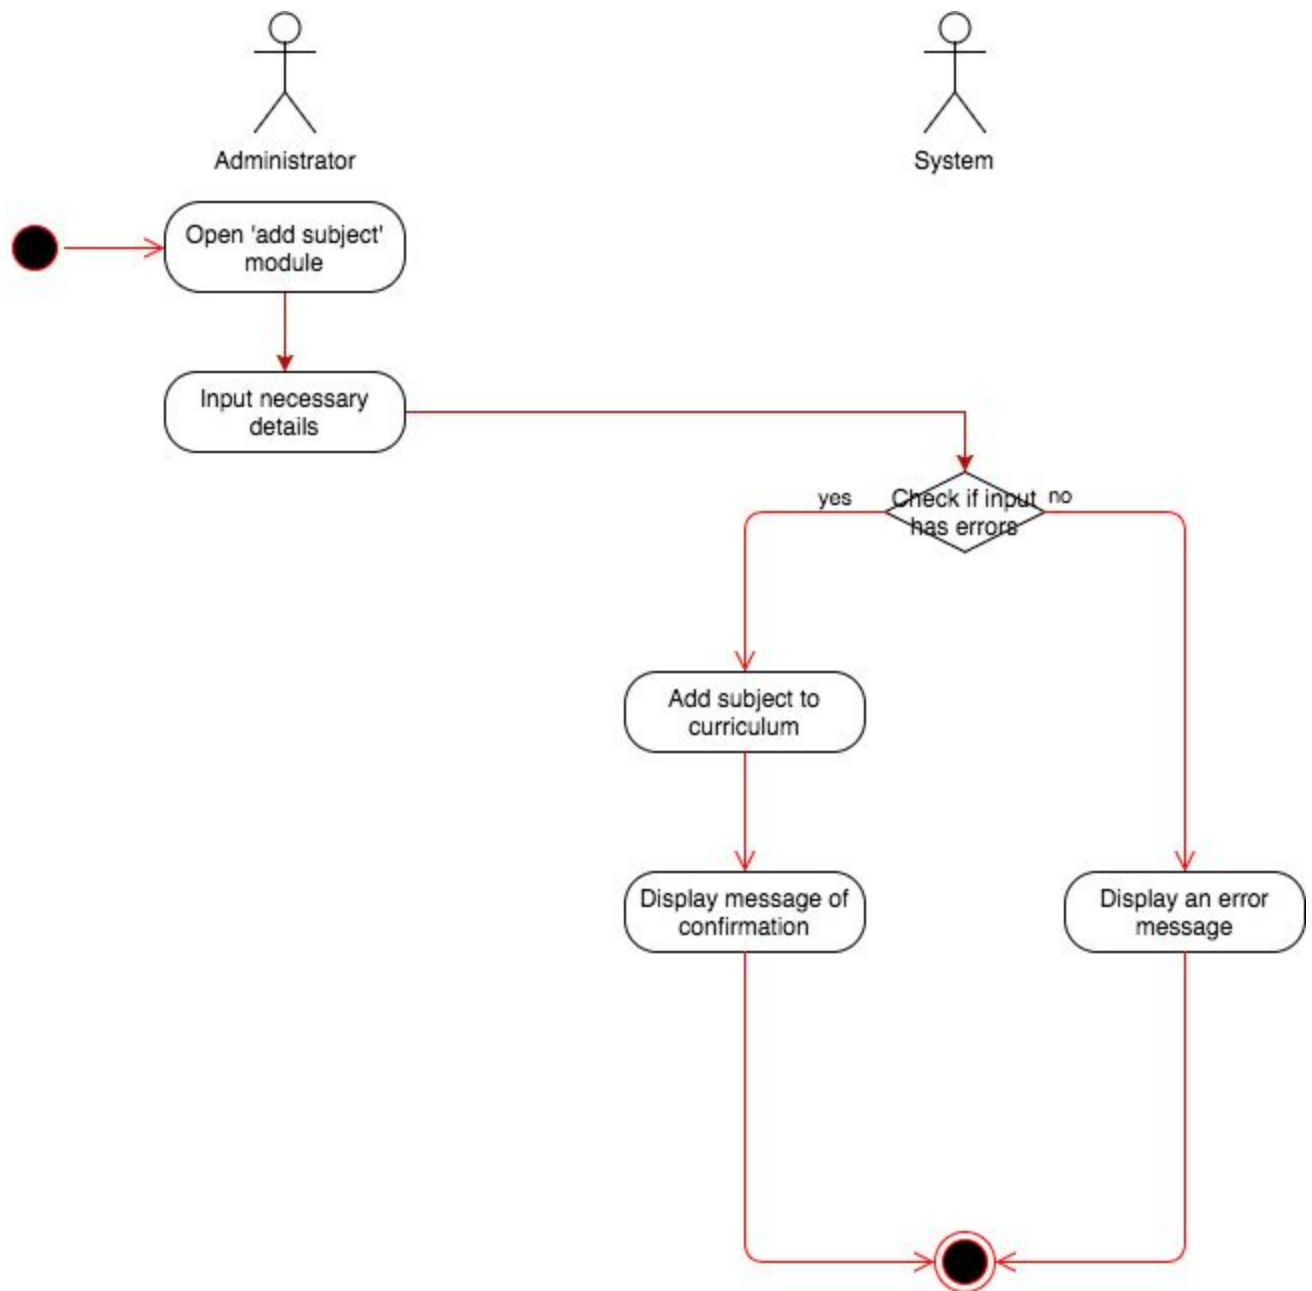 Administrator
System
Open 'add subject'
module
Input necessary
details
yes
Check if input
has errors
no
Add subject to
curriculum
Display message of
confirmation
Display an error
message